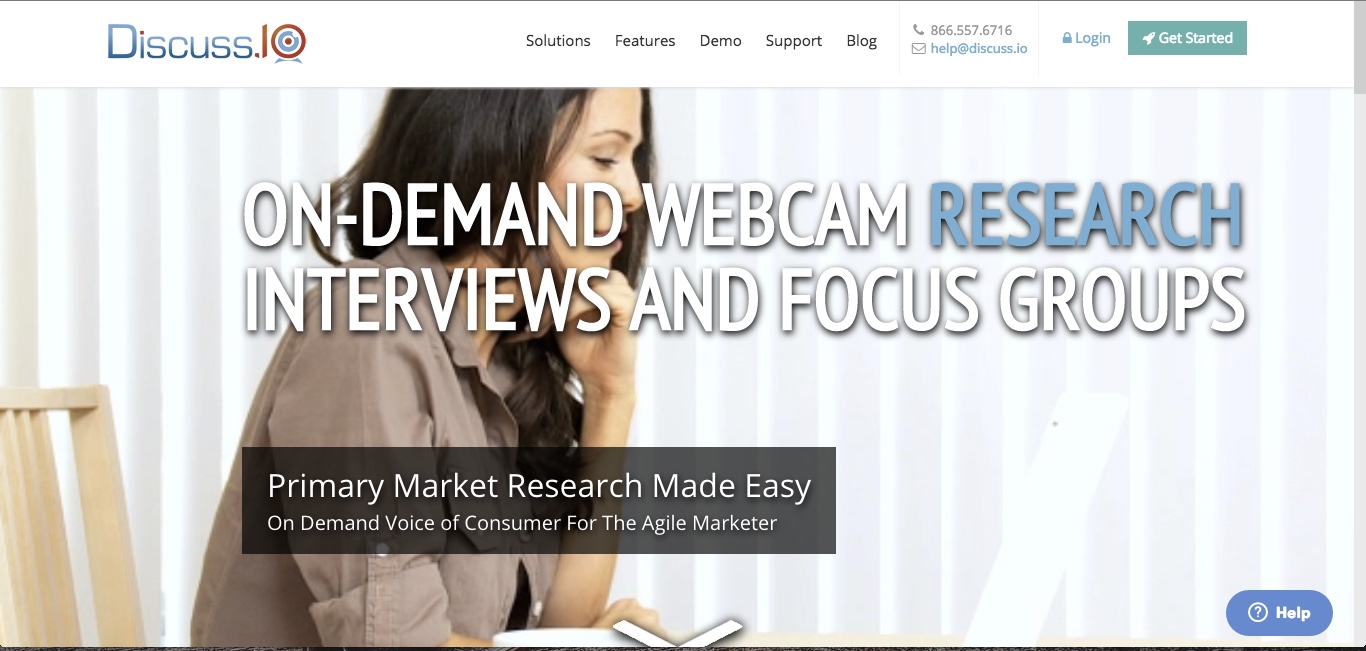 Discuss.IO
Solutions
Features
Demo
Support
Blog
866.557.6716
help@discuss.io
Login
Get Started
ON-DEMAND WEBCAM RESEARCH
INTERVIEWS AND FOCUS GROUPS
Primary Market Research Made Easy
On Demand Voice of Consumer For The Agile Marketer
Help